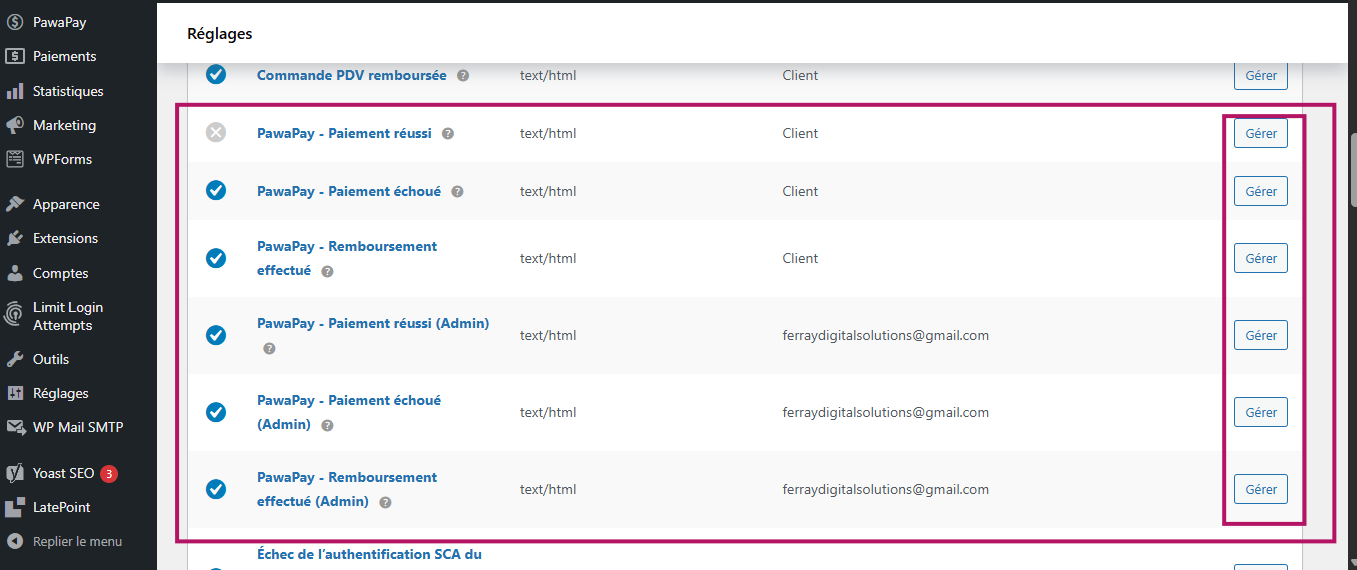 PawaPay
Paiements
Statistiques
Marketing
WPForms
Apparence
Extensions
Comptes
Limit Login
Attempts
Outils
Réglages
WP Mail SMTP
Yoast SEO 3
LatePoint
Replier le menu
Réglages
Commande PDV remboursée ? text/html Client Gérer
PawaPay - Paiement réussi ? text/html Client Gérer
PawaPay - Paiement échoué ? text/html Client Gérer
PawaPay - Remboursement
effectué ? text/html Client Gérer
PawaPay - Paiement réussi (Admin)
? text/html ferraydigitalsolutions@gmail.com Gérer
PawaPay - Paiement échoué
(Admin) ? text/html ferraydigitalsolutions@gmail.com Gérer
PawaPay - Remboursement
effectué (Admin) ? text/html ferraydigitalsolutions@gmail.com Gérer
Échec de l’authentification SCA du